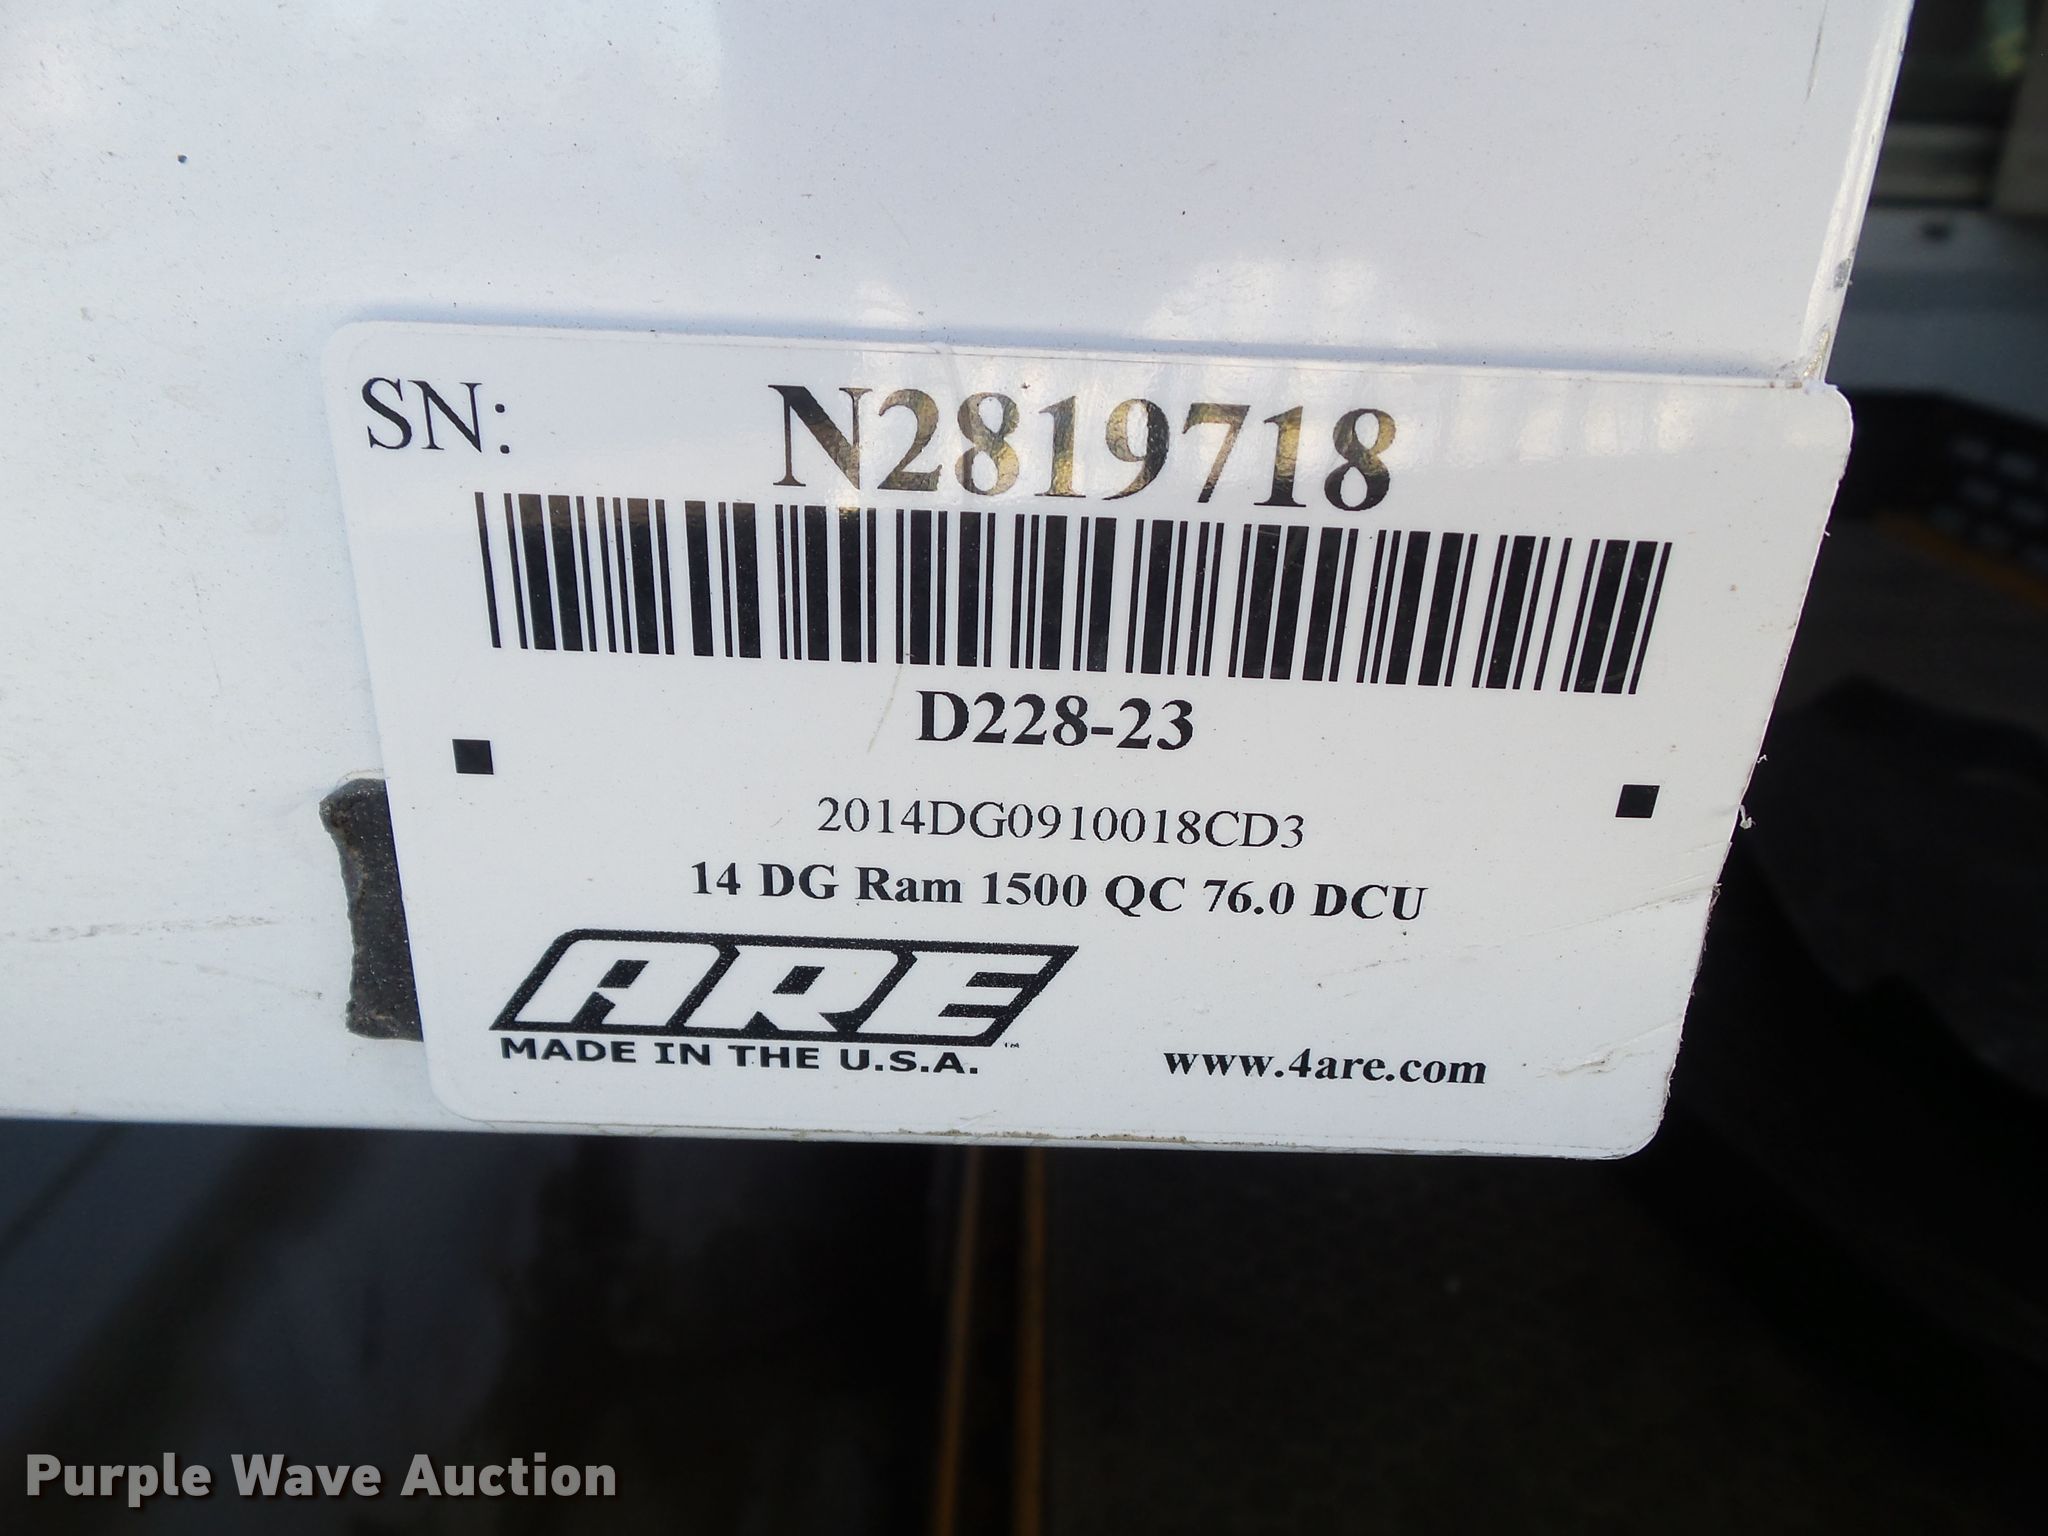 SN: N2819718
D228-23
2014DG0910018CD3
14 DG Ram 1500 QC 76.0 DCU
ARE™
MADE IN THE U.S.A.
www.4are.com
Purple Wave Auction